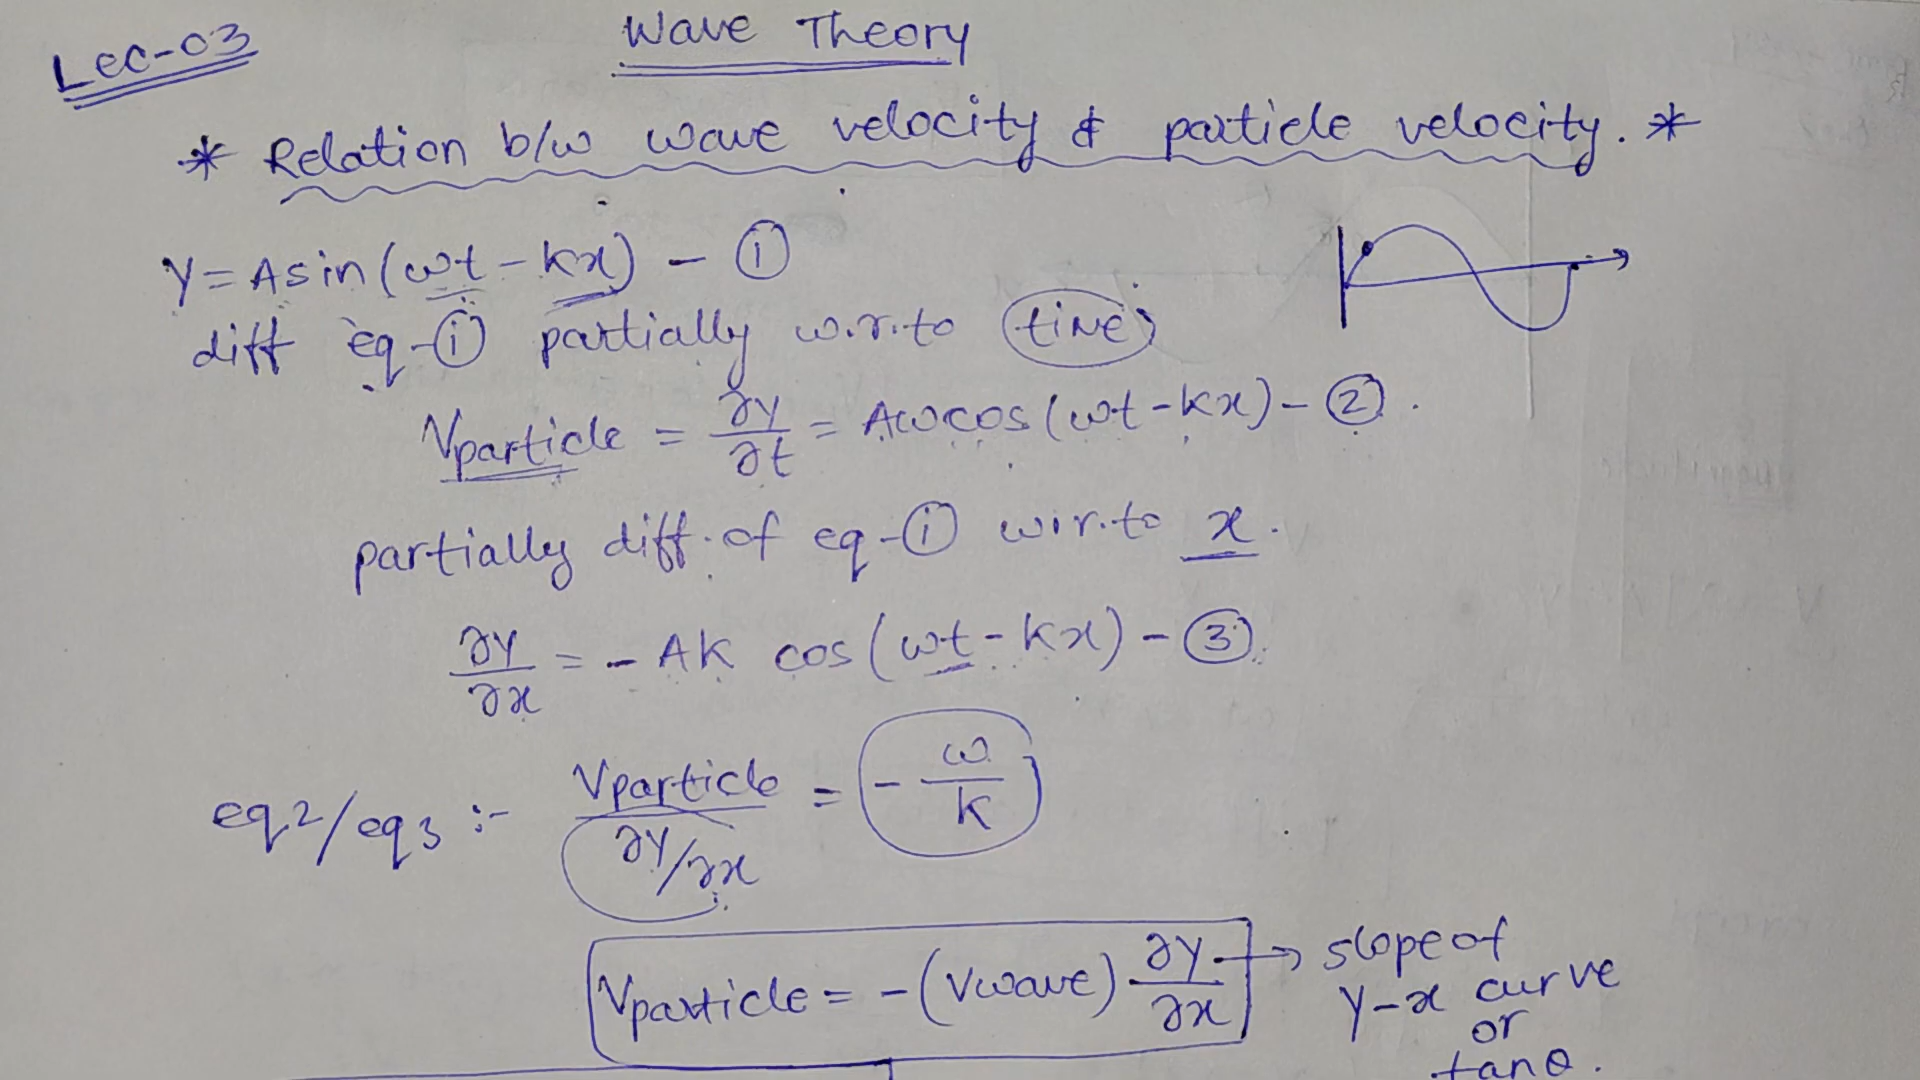 Lec-03
Wave Theory
* Relation b/w wave velocity & particle velocity. *
y = A sin (ωt - kx) - ①
diff eq-① partially w.r.to time;
Vparticle = ∂y/∂t = Aω cos (ωt - kx) - ②.
partially diff. of eq-① w.r.to x.
∂y/∂x = - AK cos (ωt - kx) - ③.
eq2/eq3 :- Vparticle / ∂y/∂x = - ω/k
Vparticle = - (Vwave) ∂y/∂x → slope of
y-x curve
or
tanθ.